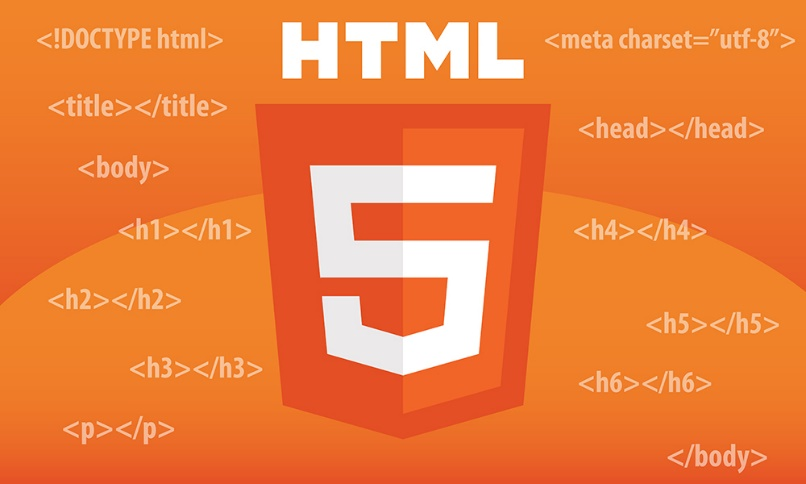 HTML
5
<!DOCTYPE html>
<title></title>
<body>
<h1></h1>
<h2></h2>
<h3></h3>
<p></p>
<meta charset=”utf-8”>
<head></head>
<h4></h4>
<h5></h5>
<h6></h6>
</body>